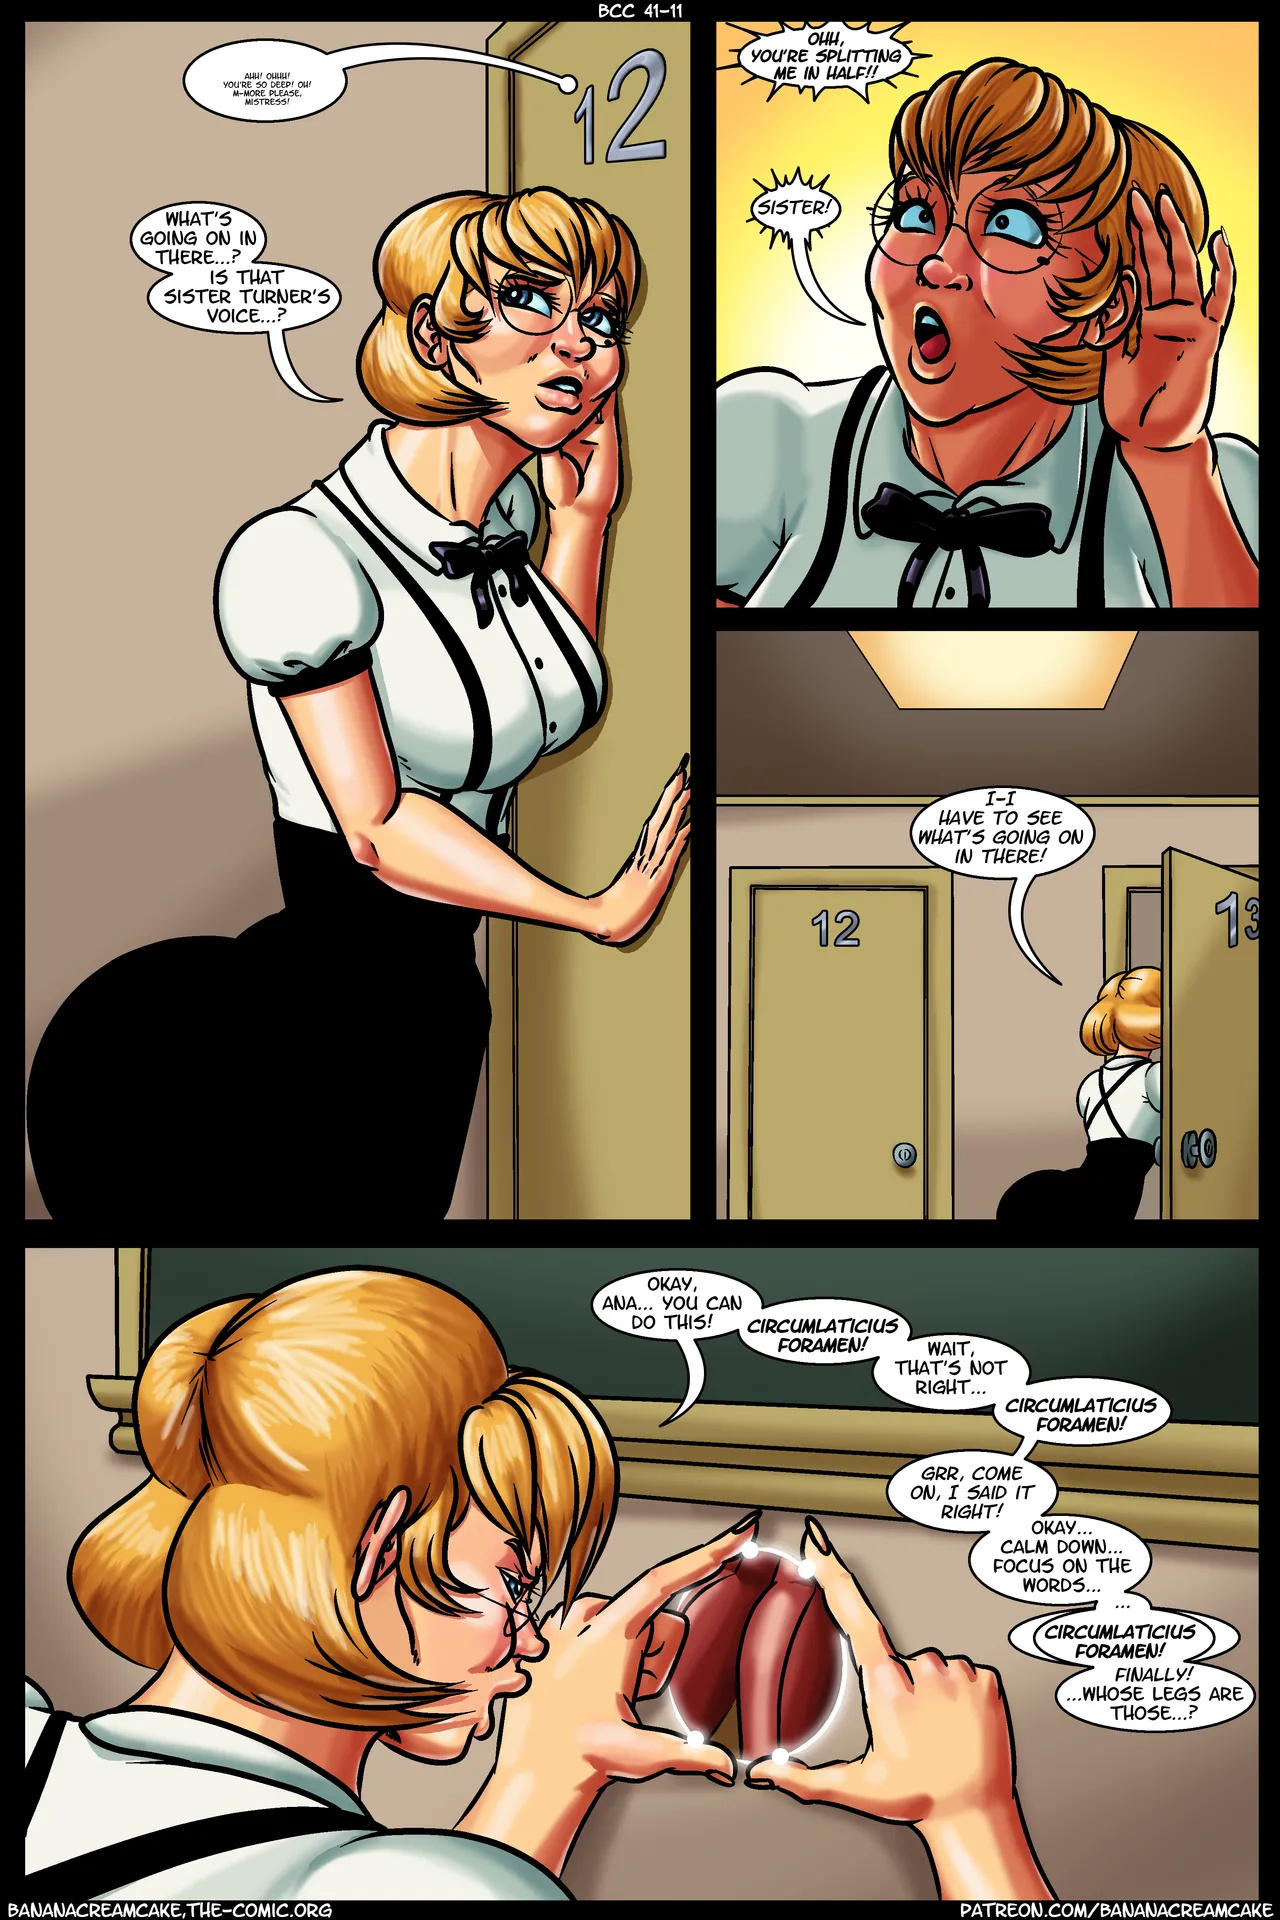 BCC 41-11
AHH! OHHH!
YOU'RE SO DEEP! OH!
M-MORE PLEASE,
MISTRESS!
12
WHAT'S
GOING ON IN
THERE...?
IS THAT
SISTER TURNER'S
VOICE...?
OHH,
YOU'RE SPLITTING
ME IN HALF!!
SISTER!
I-I
HAVE TO SEE
WHAT'S GOING ON
IN THERE!
12
13
OKAY,
ANA... YOU CAN
DO THIS!
CIRCUMLATICIUS
FORAMEN!
WAIT,
THAT'S NOT
RIGHT...
CIRCUMLATICIUS
FORAMEN!
GRR, COME
ON, I SAID IT
RIGHT!
OKAY...
CALM DOWN...
FOCUS ON THE
WORDS...
...
CIRCUMLATICIUS
FORAMEN!
FINALLY!
...WHOSE LEGS ARE
THOSE...?
BANANACREAMCAKE,THE-COMIC.ORG
PATREON.COM/BANANACREAMCAKE